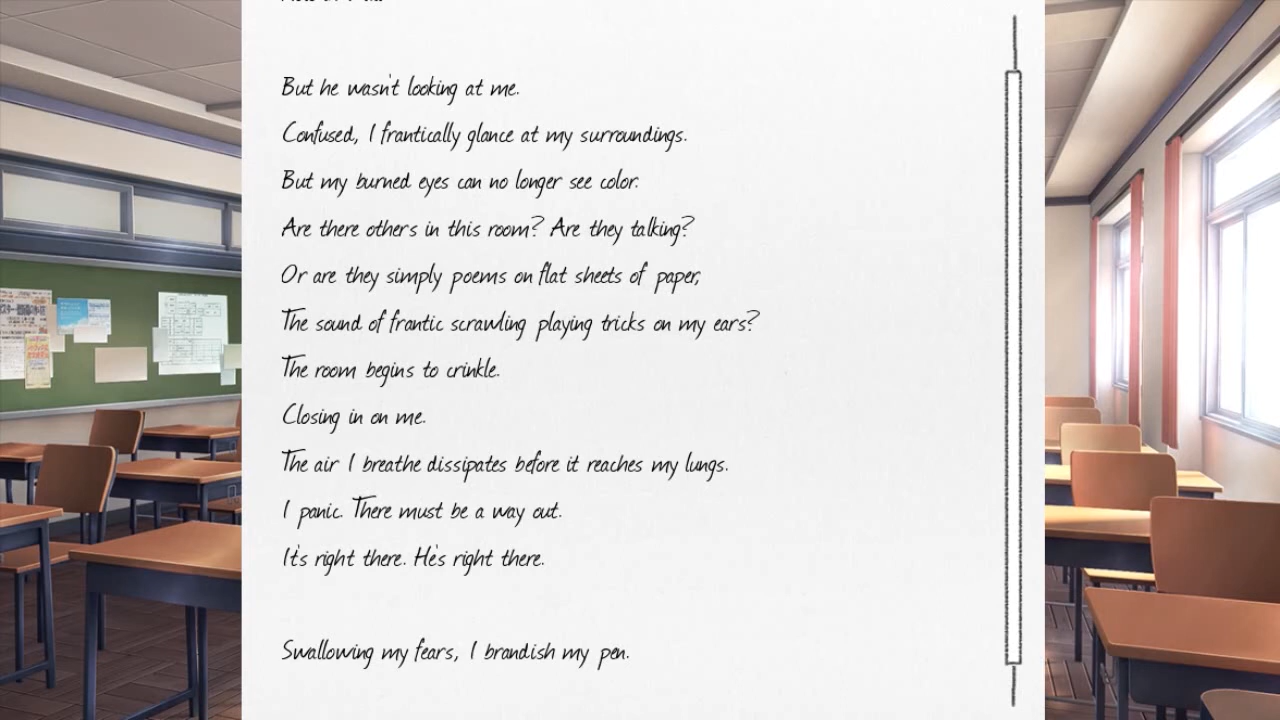 But he wasn't looking at me.
Confused, I frantically glance at my surroundings.
But my burned eyes can no longer see color.
Are there others in this room? Are they talking?
Or are they simply poems on flat sheets of paper,
The sound of frantic scrawling playing tricks on my ears?
The room begins to crinkle.
Closing in on me.
The air I breathe dissipates before it reaches my lungs.
I panic. There must be a way out.
It's right there. He's right there.
Swallowing my fears, I brandish my pen.